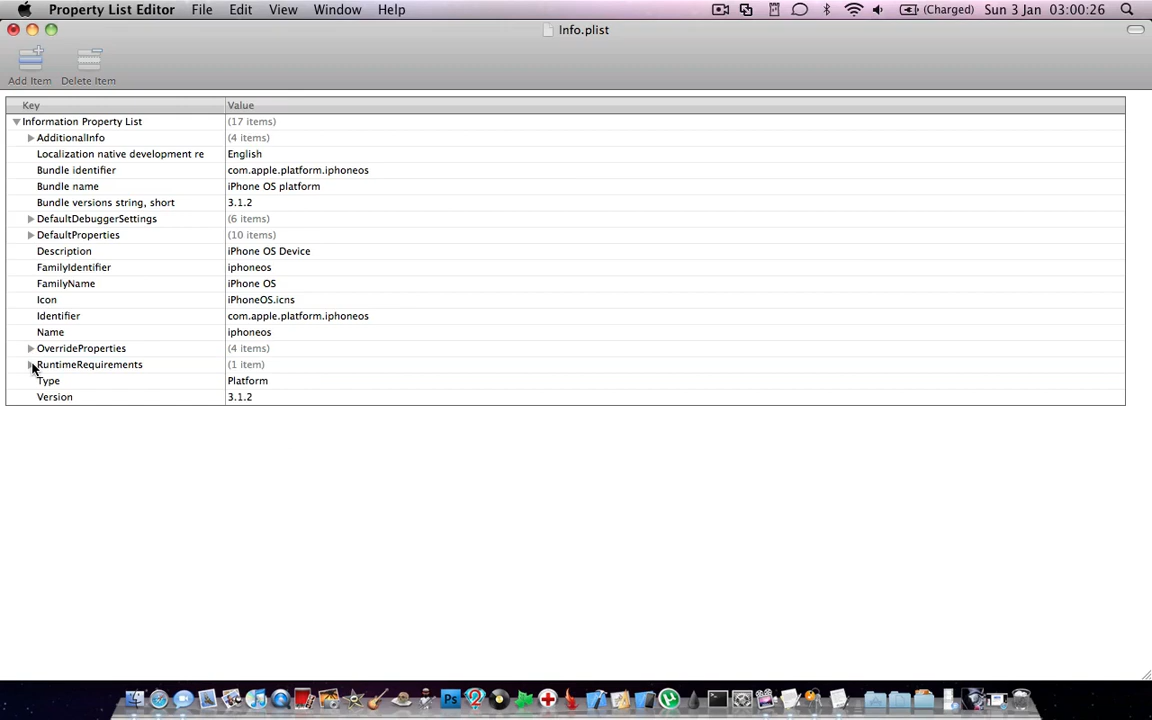 Property List Editor File Edit View Window Help (Charged) Sun 3 Jan 03:00:26
Info.plist
Add Item Delete Item
Key Value
Information Property List (17 items)
AdditionalInfo (4 items)
Localization native development re English
Bundle identifier com.apple.platform.iphoneos
Bundle name iPhone OS platform
Bundle versions string, short 3.1.2
DefaultDebuggerSettings (6 items)
DefaultProperties (10 items)
Description iPhone OS Device
FamilyIdentifier iphoneos
FamilyName iPhone OS
Icon iPhoneOS.icns
Identifier com.apple.platform.iphoneos
Name iphoneos
OverrideProperties (4 items)
RuntimeRequirements (1 item)
Type Platform
Version 3.1.2
Ps